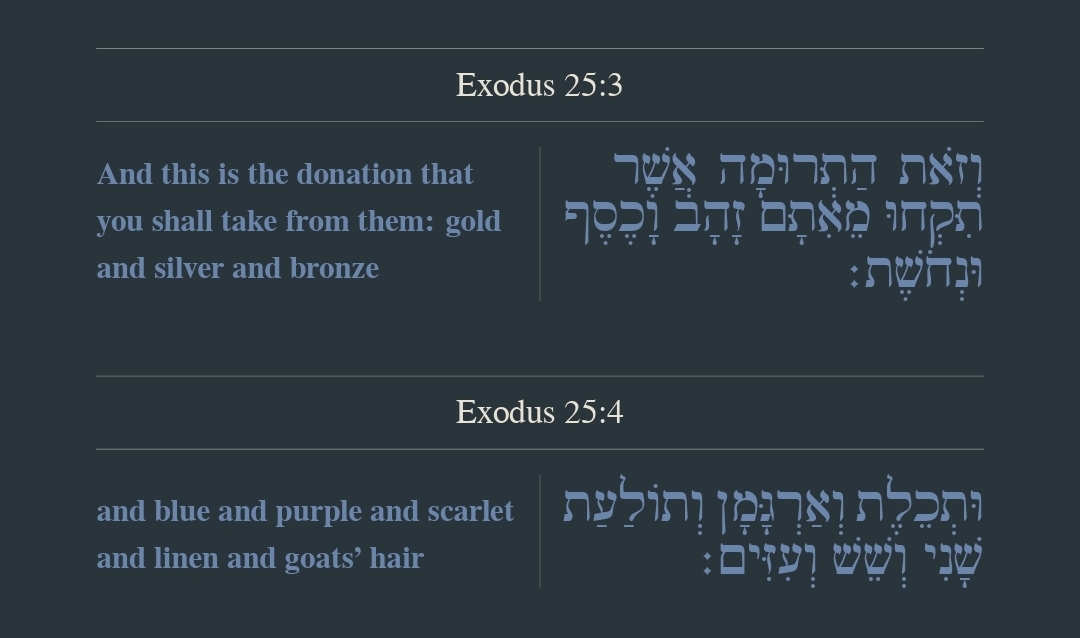 Exodus 25:3
And this is the donation that
you shall take from them: gold
and silver and bronze
וְזֹאת הַתְּרוּמָה אֲשֶׁר
תִּקְחוּ מֵאִתָּם זָהָב וָכֶסֶף
וּנְחֹשֶׁת׃
Exodus 25:4
and blue and purple and scarlet
and linen and goats’ hair
וּתְכֵלֶת וְאַרְגָּמָן וְתוֹלַעַת
שָׁנִי וְשֵׁשׁ וְעִזִּים׃